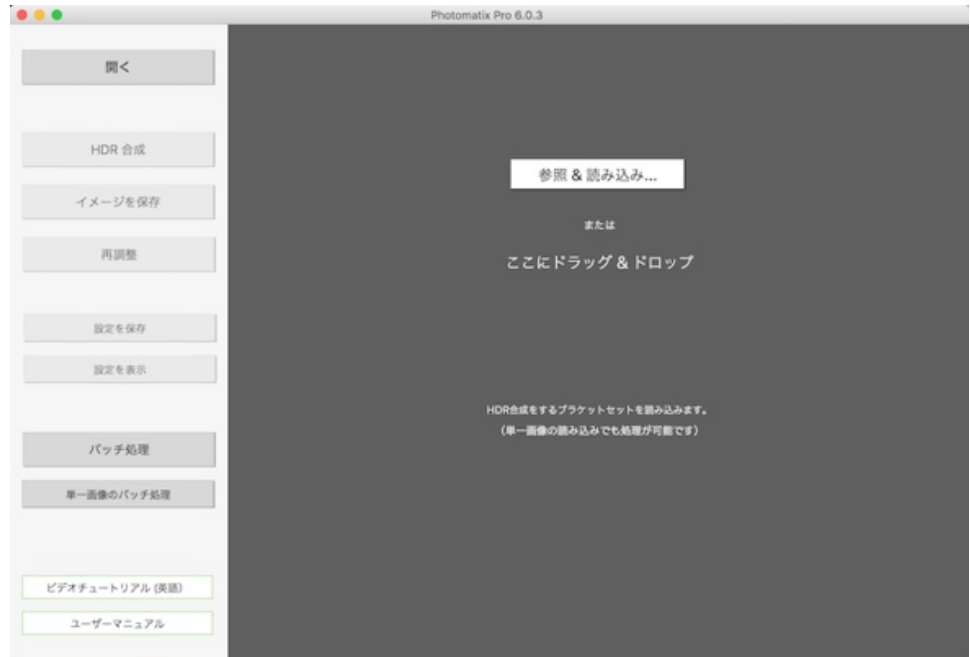 Photomatix Pro 6.0.3
開く
HDR 合成
イメージを保存
再調整
設定を保存
設定を表示
バッチ処理
単一画像のバッチ処理
ビデオチュートリアル (英語)
ユーザーマニュアル
参照 & 読み込み...
または
ここにドラッグ & ドロップ
HDR合成をするブラケットセットを読み込みます。
(単一画像の読み込みでも処理が可能です)